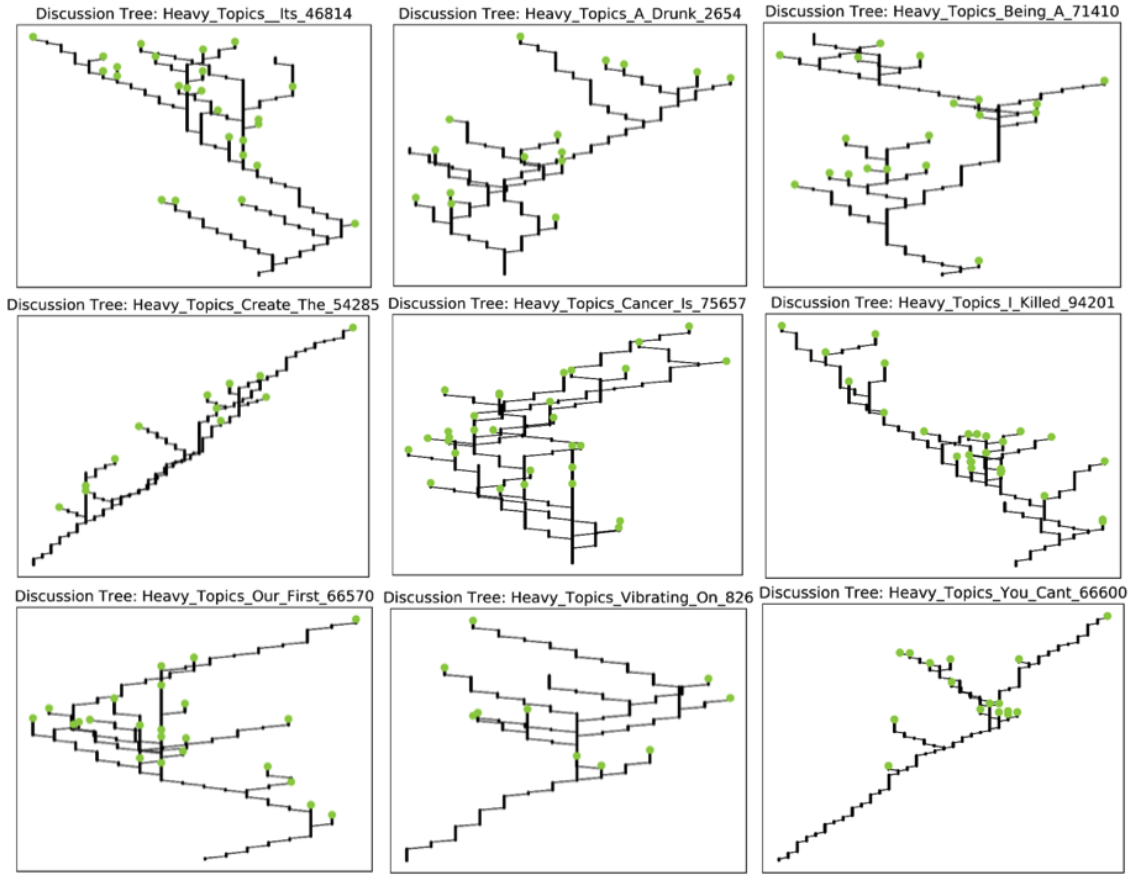 Discussion Tree: Heavy_Topics__Its_46814
Discussion Tree: Heavy_Topics_A_Drunk_2654
Discussion Tree: Heavy_Topics_Being_A_71410
Discussion Tree: Heavy_Topics_Create_The_54285
Discussion Tree: Heavy_Topics_Cancer_Is_75657
Discussion Tree: Heavy_Topics_I_Killed_94201
Discussion Tree: Heavy_Topics_Our_First_66570
Discussion Tree: Heavy_Topics_Vibrating_On_826
Discussion Tree: Heavy_Topics_You_Cant_66600